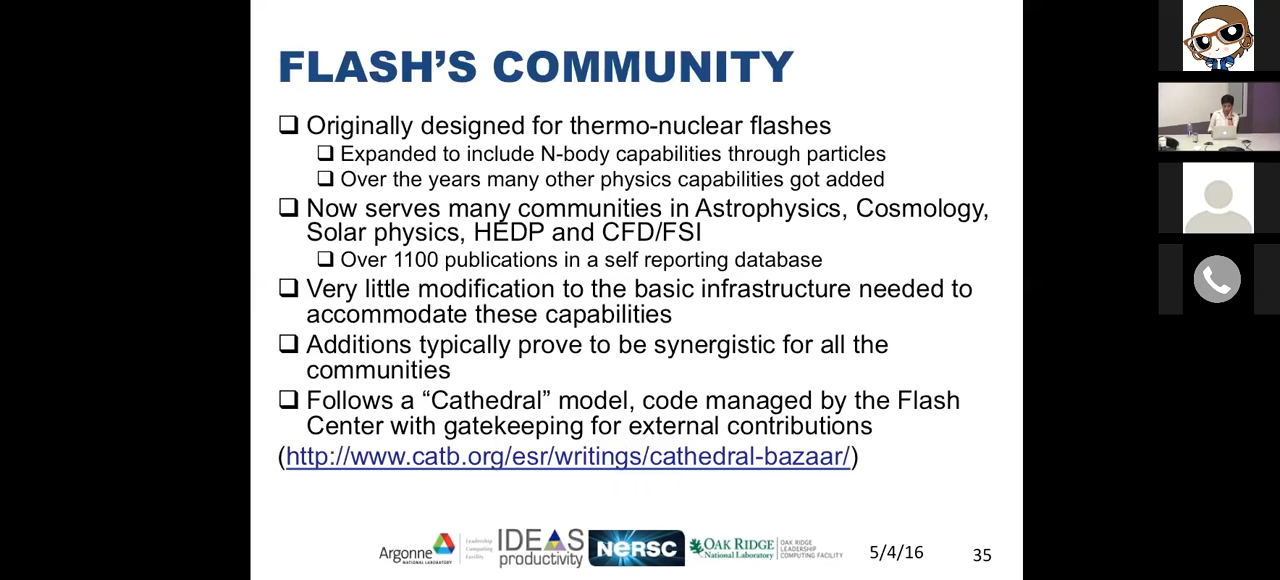 FLASH'S COMMUNITY
❑ Originally designed for thermo-nuclear flashes
❑ Expanded to include N-body capabilities through particles
❑ Over the years many other physics capabilities got added
❑ Now serves many communities in Astrophysics, Cosmology,
Solar physics, HEDP and CFD/FSI
❑ Over 1100 publications in a self reporting database
❑ Very little modification to the basic infrastructure needed to
accommodate these capabilities
❑ Additions typically prove to be synergistic for all the
communities
❑ Follows a “Cathedral” model, code managed by the Flash
Center with gatekeeping for external contributions
(http://www.catb.org/esr/writings/cathedral-bazaar/)
Argonne
NATIONAL LABORATORY
Leadership
Computing
Facility
IDEAS
productivity
NERSC
OAK RIDGE
National Laboratory
OAK RIDGE
LEADERSHIP
COMPUTING FACILITY
5/4/16
35